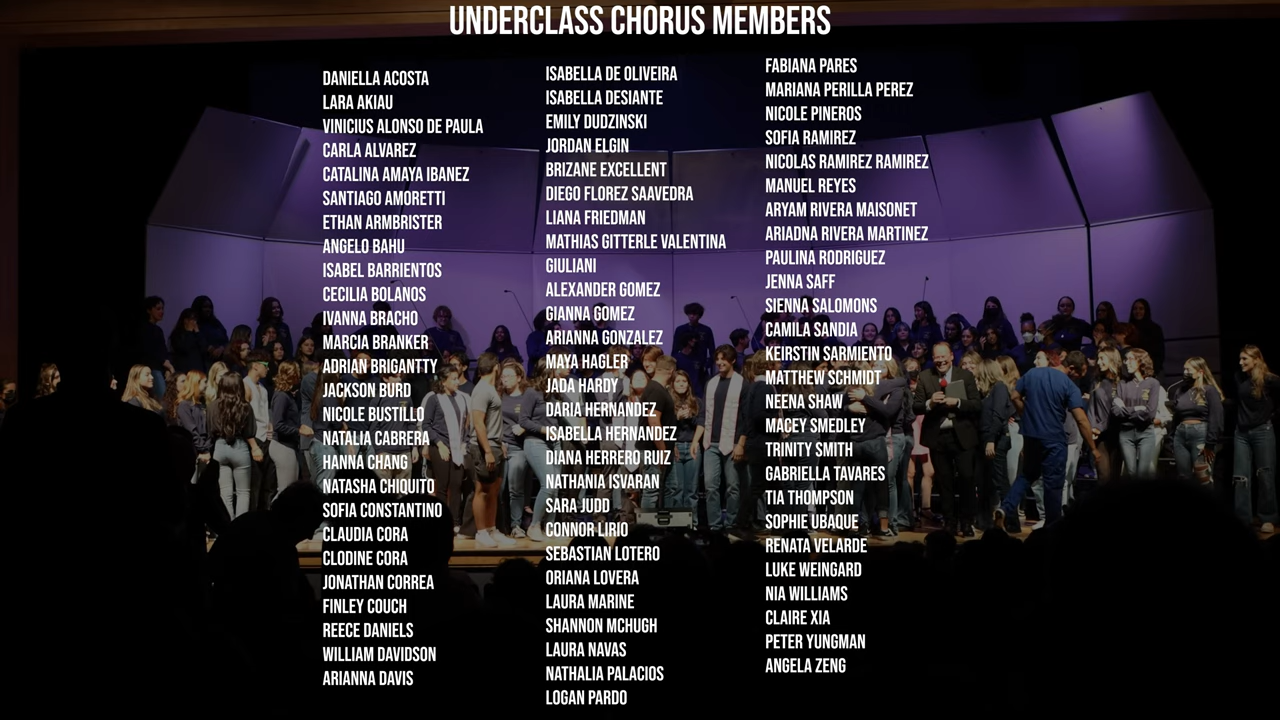 UNDERCLASS CHORUS MEMBERS
DANIELLA ACOSTA
LARA AKIAU
VINICIUS ALONSO DE PAULA
CARLA ALVAREZ
CATALINA AMAYA IBANEZ
SANTIAGO AMORETTI
ETHAN ARMBRISTER
ANGELO BAHU
ISABEL BARRIENTOS
CECILIA BOLANOS
IVANNA BRACHO
MARCIA BRANKER
ADRIAN BRIGANTTY
JACKSON BURD
NICOLE BUSTILLO
NATALIA CABRERA
HANNA CHANG
NATASHA CHIQUITO
SOFIA CONSTANTINO
CLAUDIA CORA
CLODINE CORA
JONATHAN CORREA
FINLEY COUCH
REECE DANIELS
WILLIAM DAVIDSON
ARIANNA DAVIS
ISABELLA DE OLIVEIRA
ISABELLA DESIANTE
EMILY DUDZINSKI
JORDAN ELGIN
BRIZANE EXCELLENT
DIEGO FLOREZ SAAVEDRA
LIANA FRIEDMAN
MATHIAS GITTERLE VALENTINA
GIULIANI
ALEXANDER GOMEZ
GIANNA GOMEZ
ARIANNA GONZALEZ
MAYA HAGLER
JADA HARDY
DARIA HERNANDEZ
ISABELLA HERNANDEZ
DIANA HERRERO RUIZ
NATHANIA ISVARAN
SARA JUDD
CONNOR LIRIO
SEBASTIAN LOTERO
ORIANA LOVERA
LAURA MARINE
SHANNON MCHUGH
LAURA NAVAS
NATHALIA PALACIOS
LOGAN PARDO
FABIANA PARES
MARIANA PERILLA PEREZ
NICOLE PINEROS
SOFIA RAMIREZ
NICOLAS RAMIREZ RAMIREZ
MANUEL REYES
ARYAM RIVERA MAISONET
ARIADNA RIVERA MARTINEZ
PAULINA RODRIGUEZ
JENNA SAFF
SIENNA SALOMONS
CAMILA SANDIA
KEIRSTIN SARMIENTO
MATTHEW SCHMIDT
NEENA SHAW
MACEY SMEDLEY
TRINITY SMITH
GABRIELLA TAVARES
TIA THOMPSON
SOPHIE UBAQUE
RENATA VELARDE
LUKE WEINGARD
NIA WILLIAMS
CLAIRE XIA
PETER YUNGMAN
ANGELA ZENG